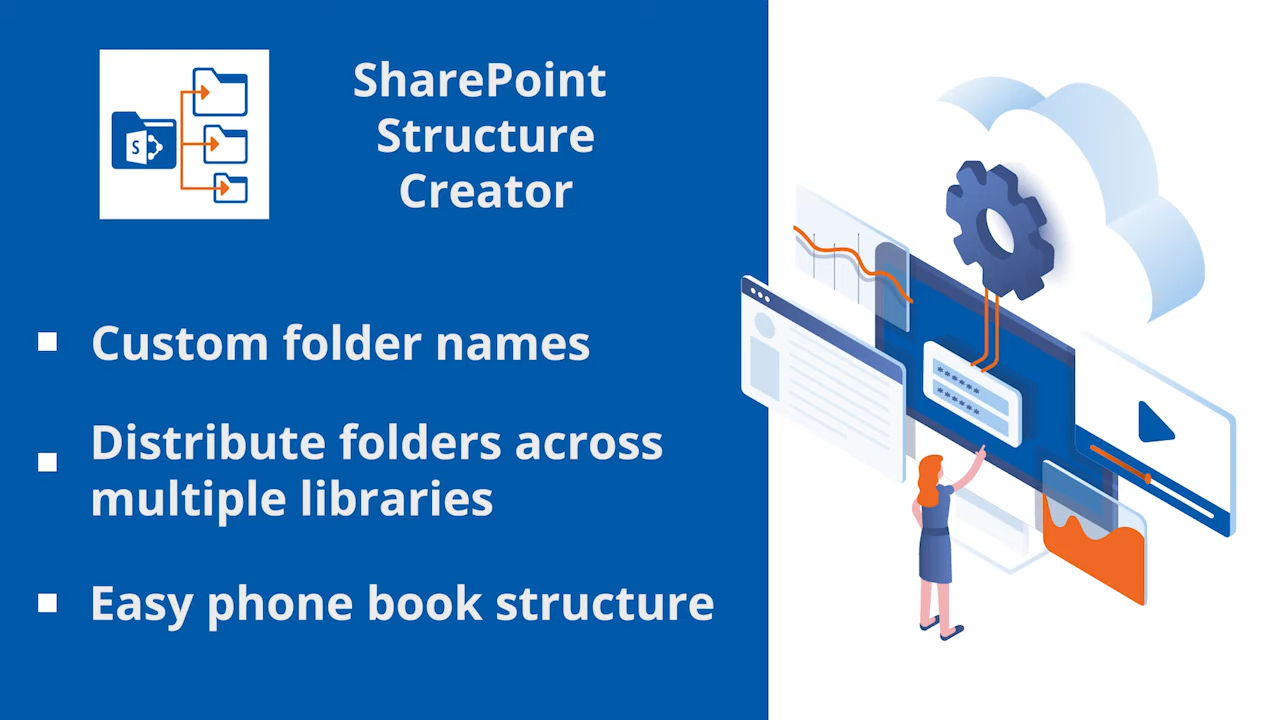 SharePoint
Structure
Creator
S
Custom folder names
Distribute folders across
multiple libraries
Easy phone book structure
******
******